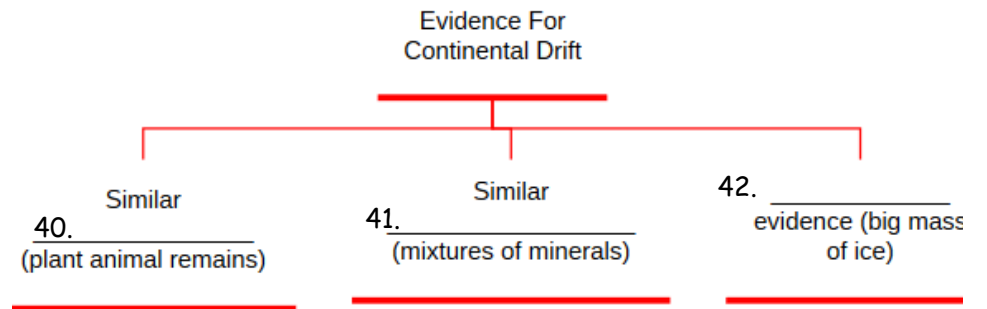 Evidence For
Continental Drift
Similar
40.
(plant animal remains)
Similar
41.
(mixtures of minerals)
42.
evidence (big mass
of ice)